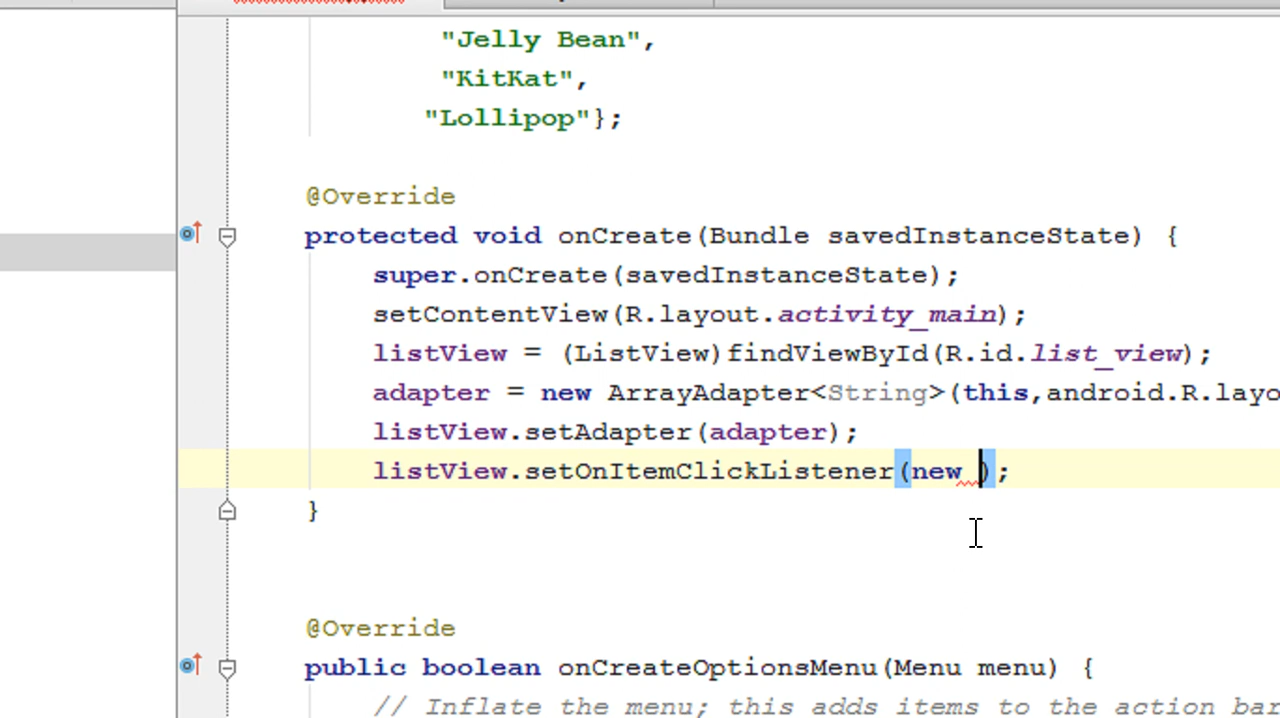 "Jelly Bean",
"KitKat",
"Lollipop"};
@Override
protected void onCreate(Bundle savedInstanceState) {
super.onCreate(savedInstanceState);
setContentView(R.layout.activity_main);
listView = (ListView)findViewById(R.id.list_view);
adapter = new ArrayAdapter<String>(this,android.R.layo
listView.setAdapter(adapter);
listView.setOnItemClickListener(new );
}
@Override
public boolean onCreateOptionsMenu(Menu menu) {
// Inflate the menu; this adds items to the action bar